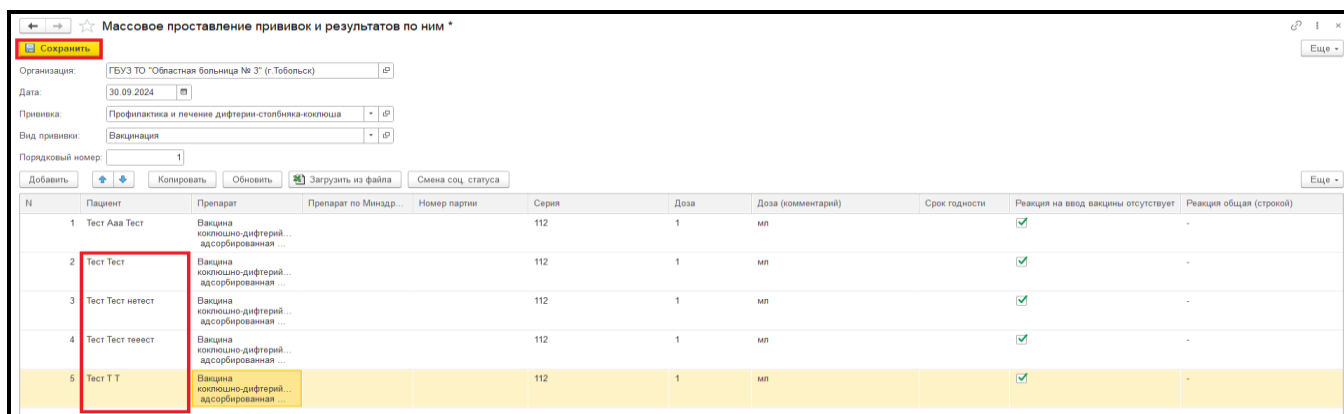 Массовое проставление прививок и результатов по ним *
Сохранить
Еще
Организация: ГБУЗ ТО "Областная больница № 3" (г.Тобольск)
Дата: 30.09.2024
Прививка: Профилактика и лечение дифтерии-столбняка-коклюша
Вид прививки: Вакцинация
Порядковый номер: 1
Добавить Копировать Обновить Загрузить из файла Смена соц. статуса Еще
N Пациент Препарат Препарат по Минздр... Номер партии Серия Доза Доза (комментарий) Срок годности Реакция на ввод вакцины отсутствует Реакция общая (строкой)
1 Тест Ааа Тест Вакцина 112 1 мл -
коклюшно-дифтерий...
адсорбированная ...
2 Тест Тест Вакцина 112 1 мл -
коклюшно-дифтерий...
адсорбированная ...
3 Тест Тест нетест Вакцина 112 1 мл -
коклюшно-дифтерий...
адсорбированная ...
4 Тест Тест тееест Вакцина 112 1 мл -
коклюшно-дифтерий...
адсорбированная ...
5 Тест Т Т Вакцина 112 1 мл -
коклюшно-дифтерий...
адсорбированная ...